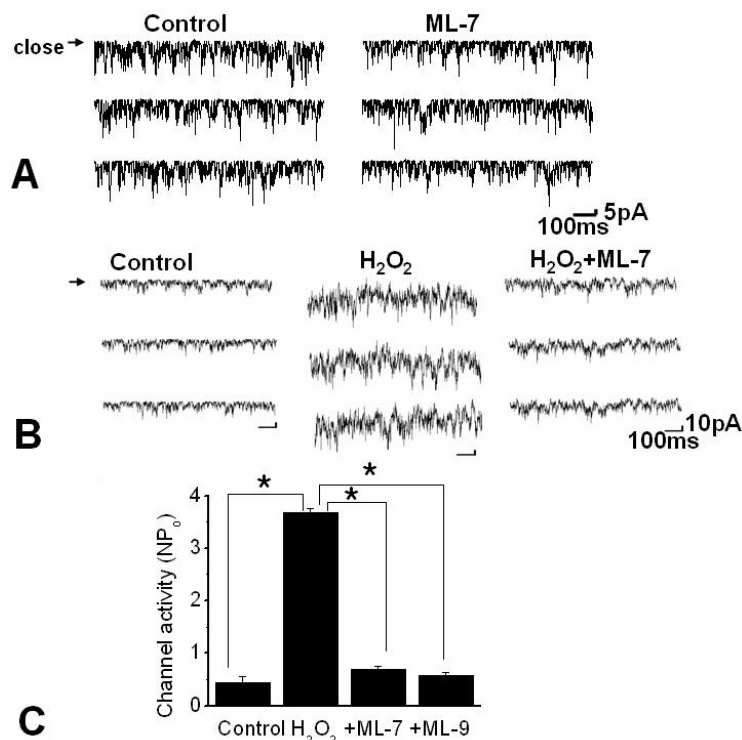 Control ML-7
close
A
5pA
100ms
Control H₂O₂ H₂O₂+ML-7
B
10pA
100ms
* * *
Channel activity (NP₀)
4
3
2
1
0
Control H₂O₂ +ML-7 +ML-9
C